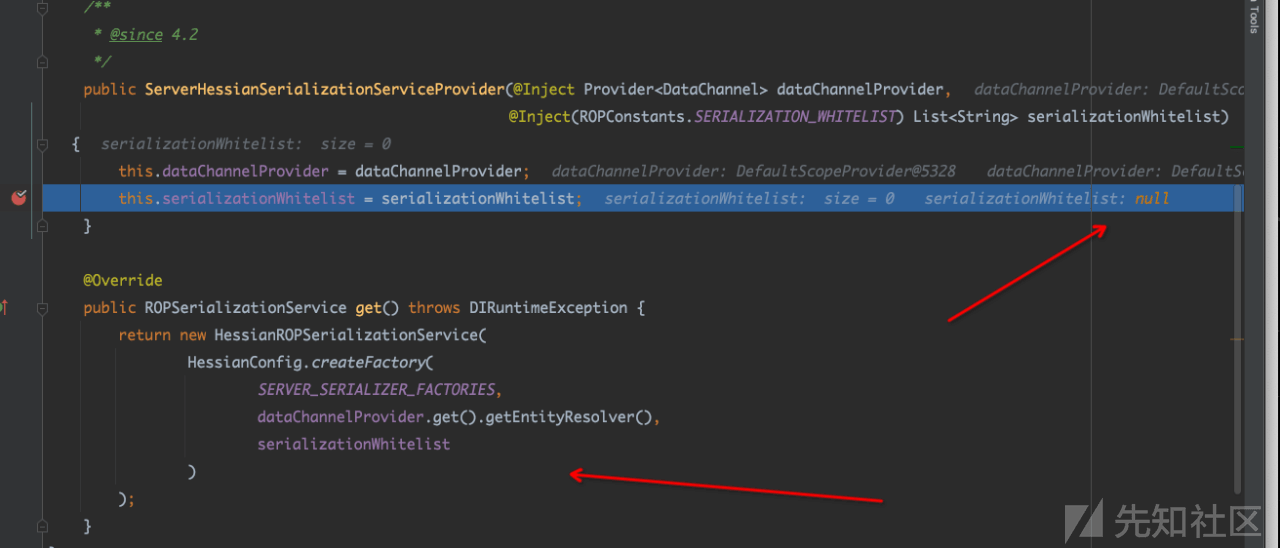 /**
* @since 4.2
*/
public ServerHessianSerializationServiceProvider(@Inject Provider<DataChannel> dataChannelProvider, dataChannelProvider: DefaultSco
@Inject(ROPConstants.SERIALIZATION_WHITELIST) List<String> serializationWhitelist)
{ serializationWhitelist: size = 0
this.dataChannelProvider = dataChannelProvider; dataChannelProvider: DefaultScopeProvider@5328 dataChannelProvider: DefaultSc
this.serializationWhitelist = serializationWhitelist; serializationWhitelist: size = 0 serializationWhitelist: null
}
@Override
public ROPSerializationService get() throws DIRuntimeException {
return new HessianROPSerializationService(
HessianConfig.createFactory(
SERVER_SERIALIZER_FACTORIES,
dataChannelProvider.get().getEntityResolver(),
serializationWhitelist
)
);
}
Tools
先知社区